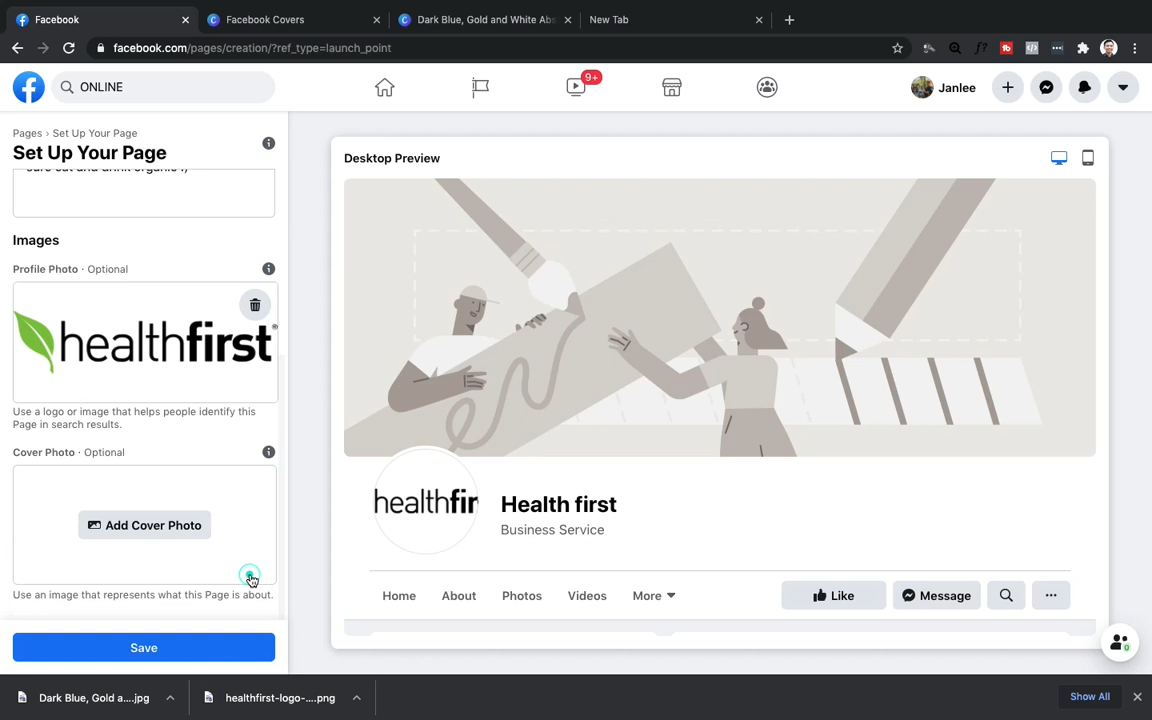 Facebook
Facebook Covers
Dark Blue, Gold and White Abs
New Tab
facebook.com/pages/creation/?ref_type=launch_point
ONLINE
9+
Janlee
Pages › Set Up Your Page
Set Up Your Page
Images
Profile Photo · Optional
healthfirst®
Use a logo or image that helps people identify this
Page in search results.
Cover Photo · Optional
Add Cover Photo
Use an image that represents what this Page is about.
Save
Desktop Preview
healthfir
Health first
Business Service
Home
About
Photos
Videos
More
Like
Message
0
Dark Blue, Gold a....jpg
healthfirst-logo-....png
Show All